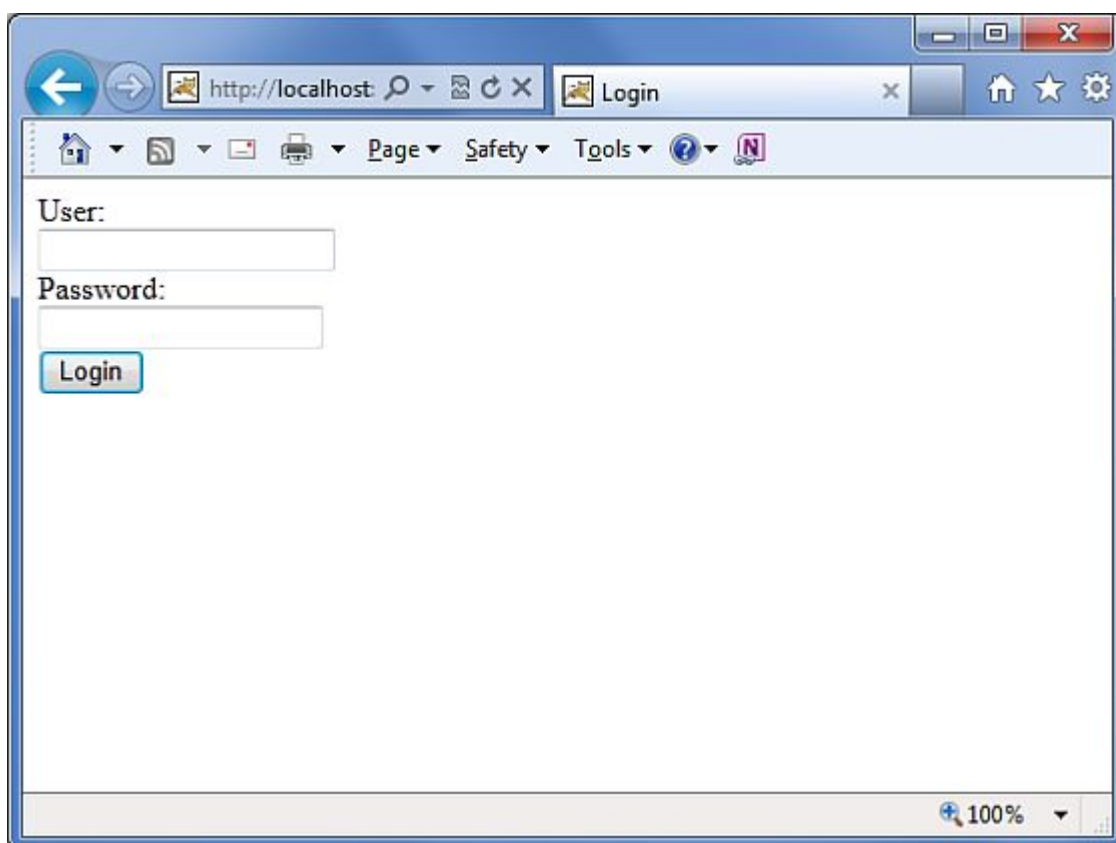 http://localhost: Login
Page Safety Tools
User:
Password:
Login
100%